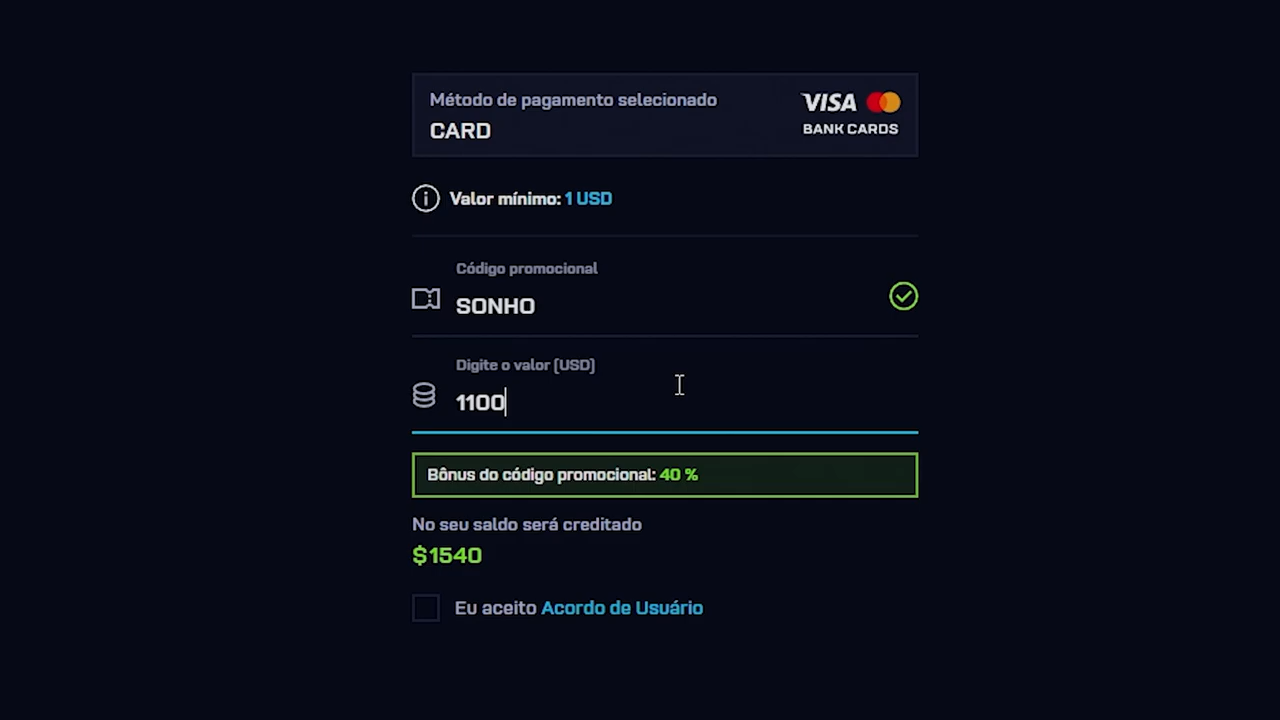 Método de pagamento selecionado
CARD
VISA
BANK CARDS
Valor mínimo: 1 USD
Código promocional
SONHO
Digite o valor (USD)
1100
Bônus do código promocional: 40 %
No seu saldo será creditado
$1540
Eu aceito Acordo de Usuário